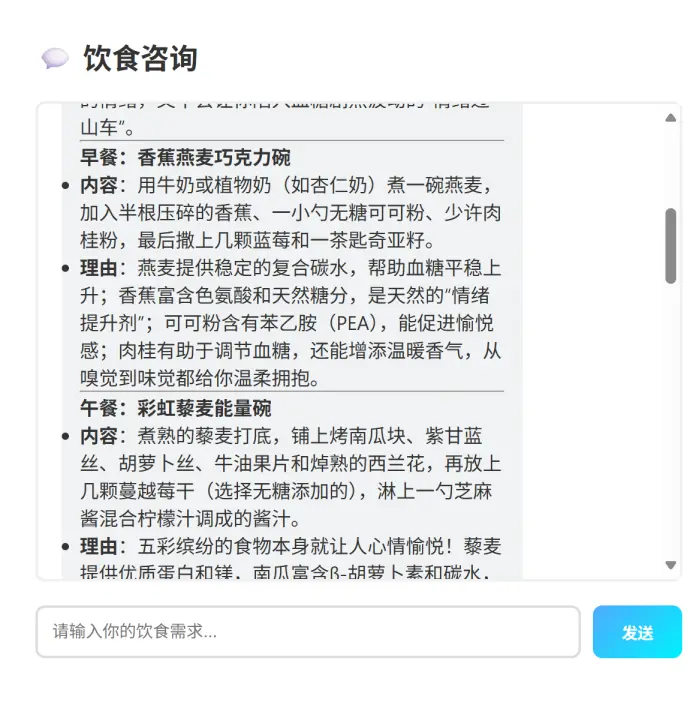 饮食咨询
山车”。
早餐：香蕉燕麦巧克力碗
内容：用牛奶或植物奶（如杏仁奶）煮一碗燕麦，
加入半根压碎的香蕉、一小勺无糖可可粉、少许肉
桂粉，最后撒上几颗蓝莓和一茶匙奇亚籽。
理由：燕麦提供稳定的复合碳水，帮助血糖平稳上
升；香蕉富含色氨酸和天然糖分，是天然的“情绪
提升剂”；可可粉含有苯乙胺（PEA），能促进愉悦
感；肉桂有助于调节血糖，还能增添温暖香气，从
嗅觉到味觉都给你温柔拥抱。
午餐：彩虹藜麦能量碗
内容：煮熟的藜麦打底，铺上烤南瓜块、紫甘蓝
丝、胡萝卜丝、牛油果片和焯熟的西兰花，再放上
几颗蔓越莓干（选择无糖添加的），淋上一勺芝麻
酱混合柠檬汁调成的酱汁。
理由：五彩缤纷的食物本身就让人心情愉悦！藜麦
提供优质蛋白和镁，南瓜富含β-胡萝卜素和碳水，
请输入你的饮食需求...
发送